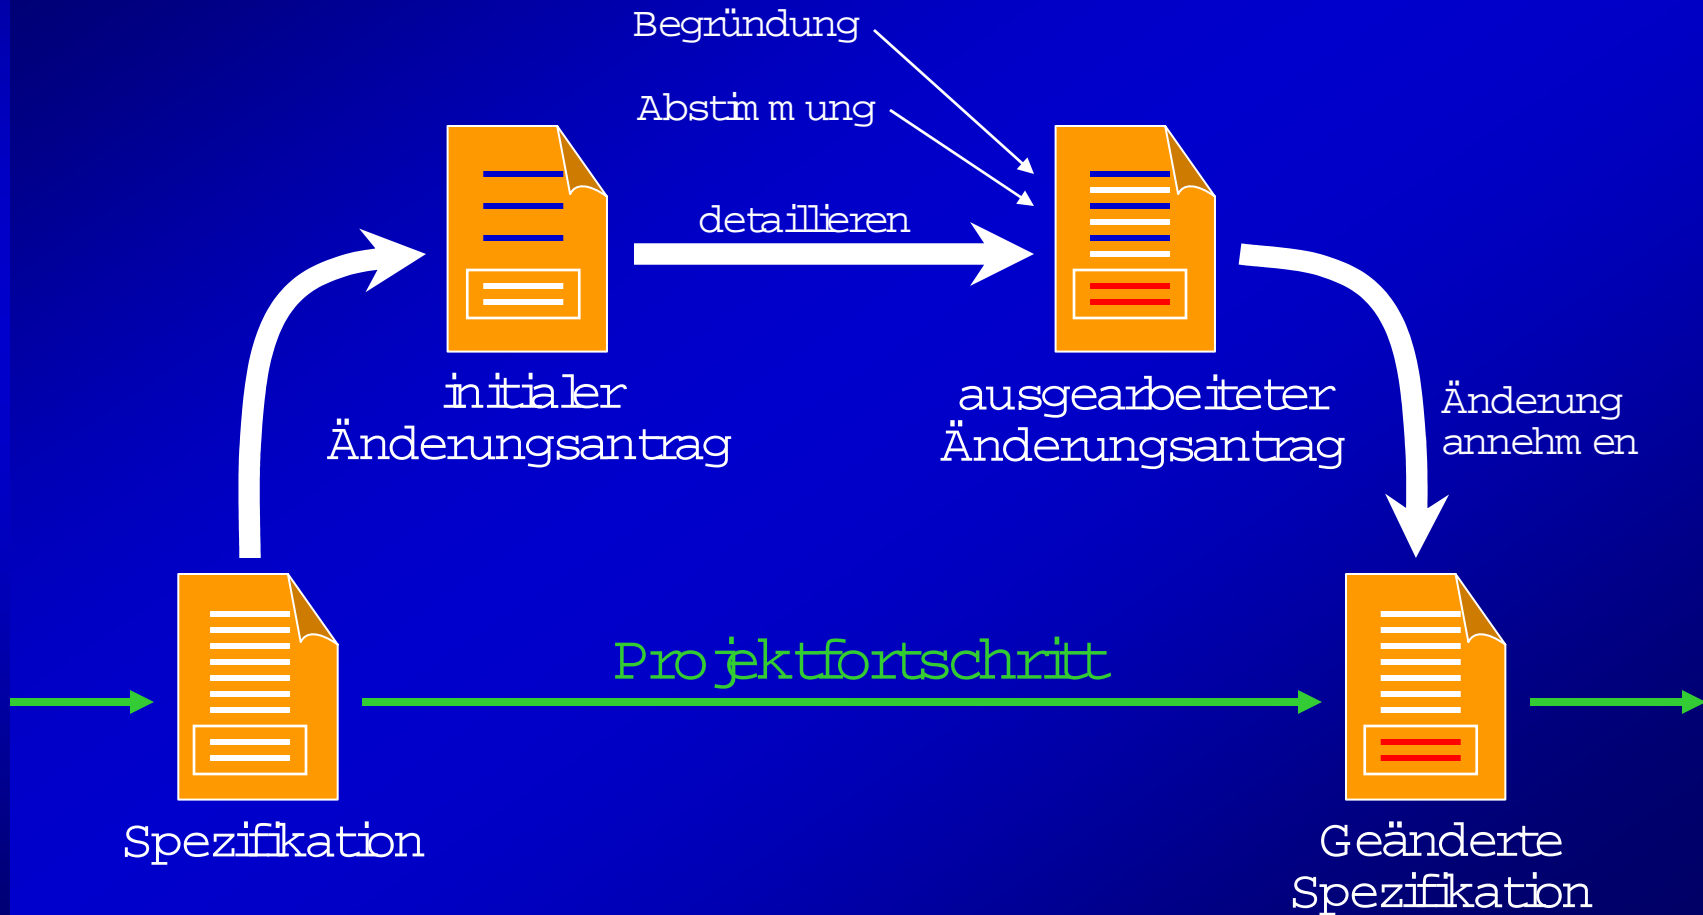 Begründung
Abstimmung
detaillieren
initialer
Änderungsantrag
ausgearbeiteter
Änderungsantrag
Änderung
annehmen
Projektfortschritt
Spezifikation
Geänderte
Spezifikation